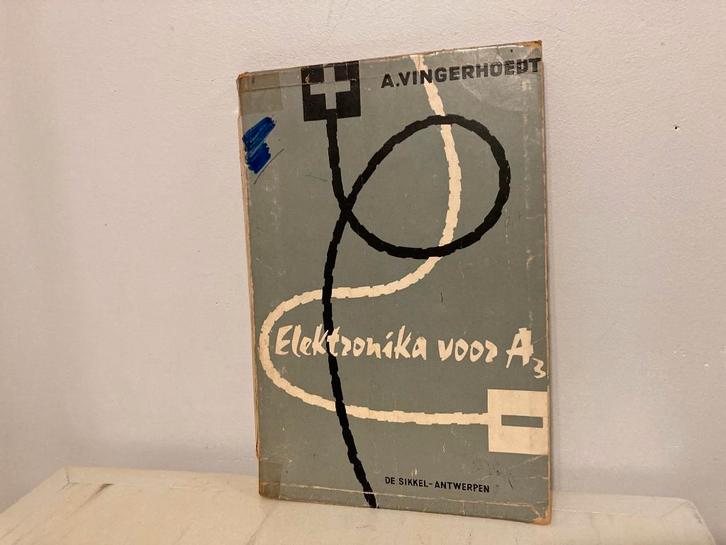 A.VINGERHOEDT
Elektronika voor A3
DE SIKKEL-ANTWERPEN